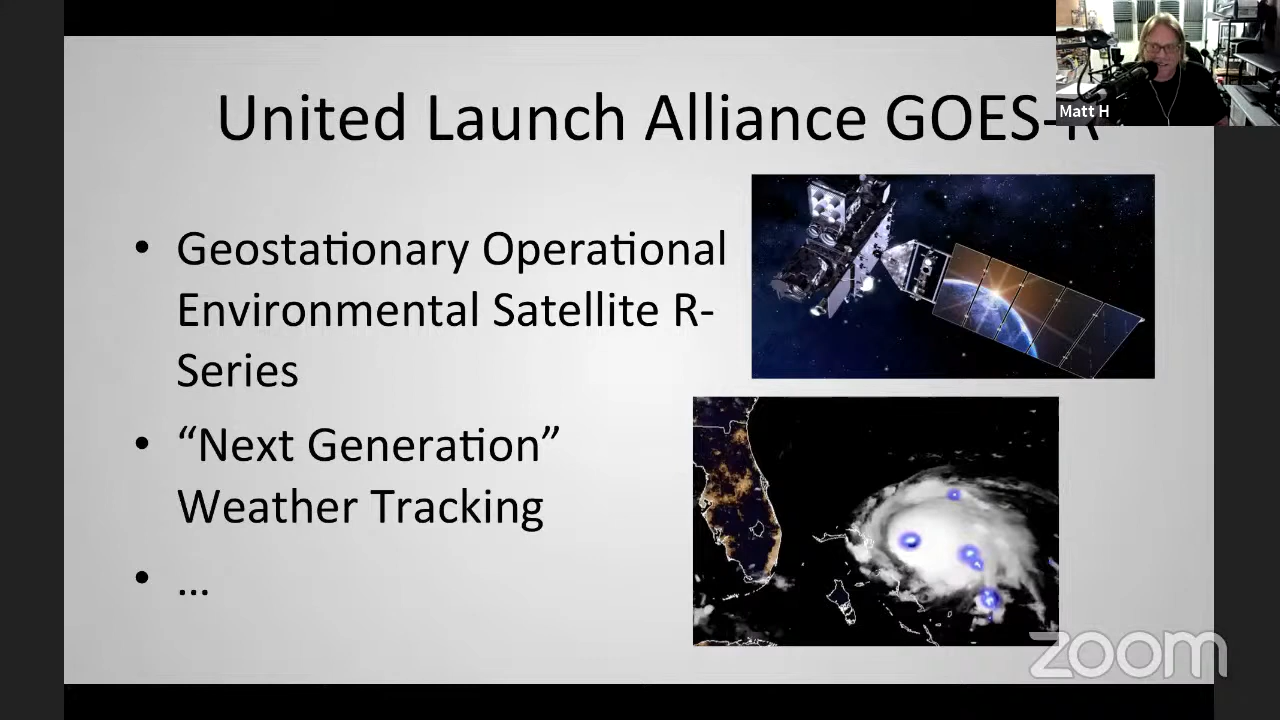 United Launch Alliance GOES-R
Matt H
• Geostationary Operational
Environmental Satellite R-
Series
• “Next Generation”
Weather Tracking
• ...
zoom